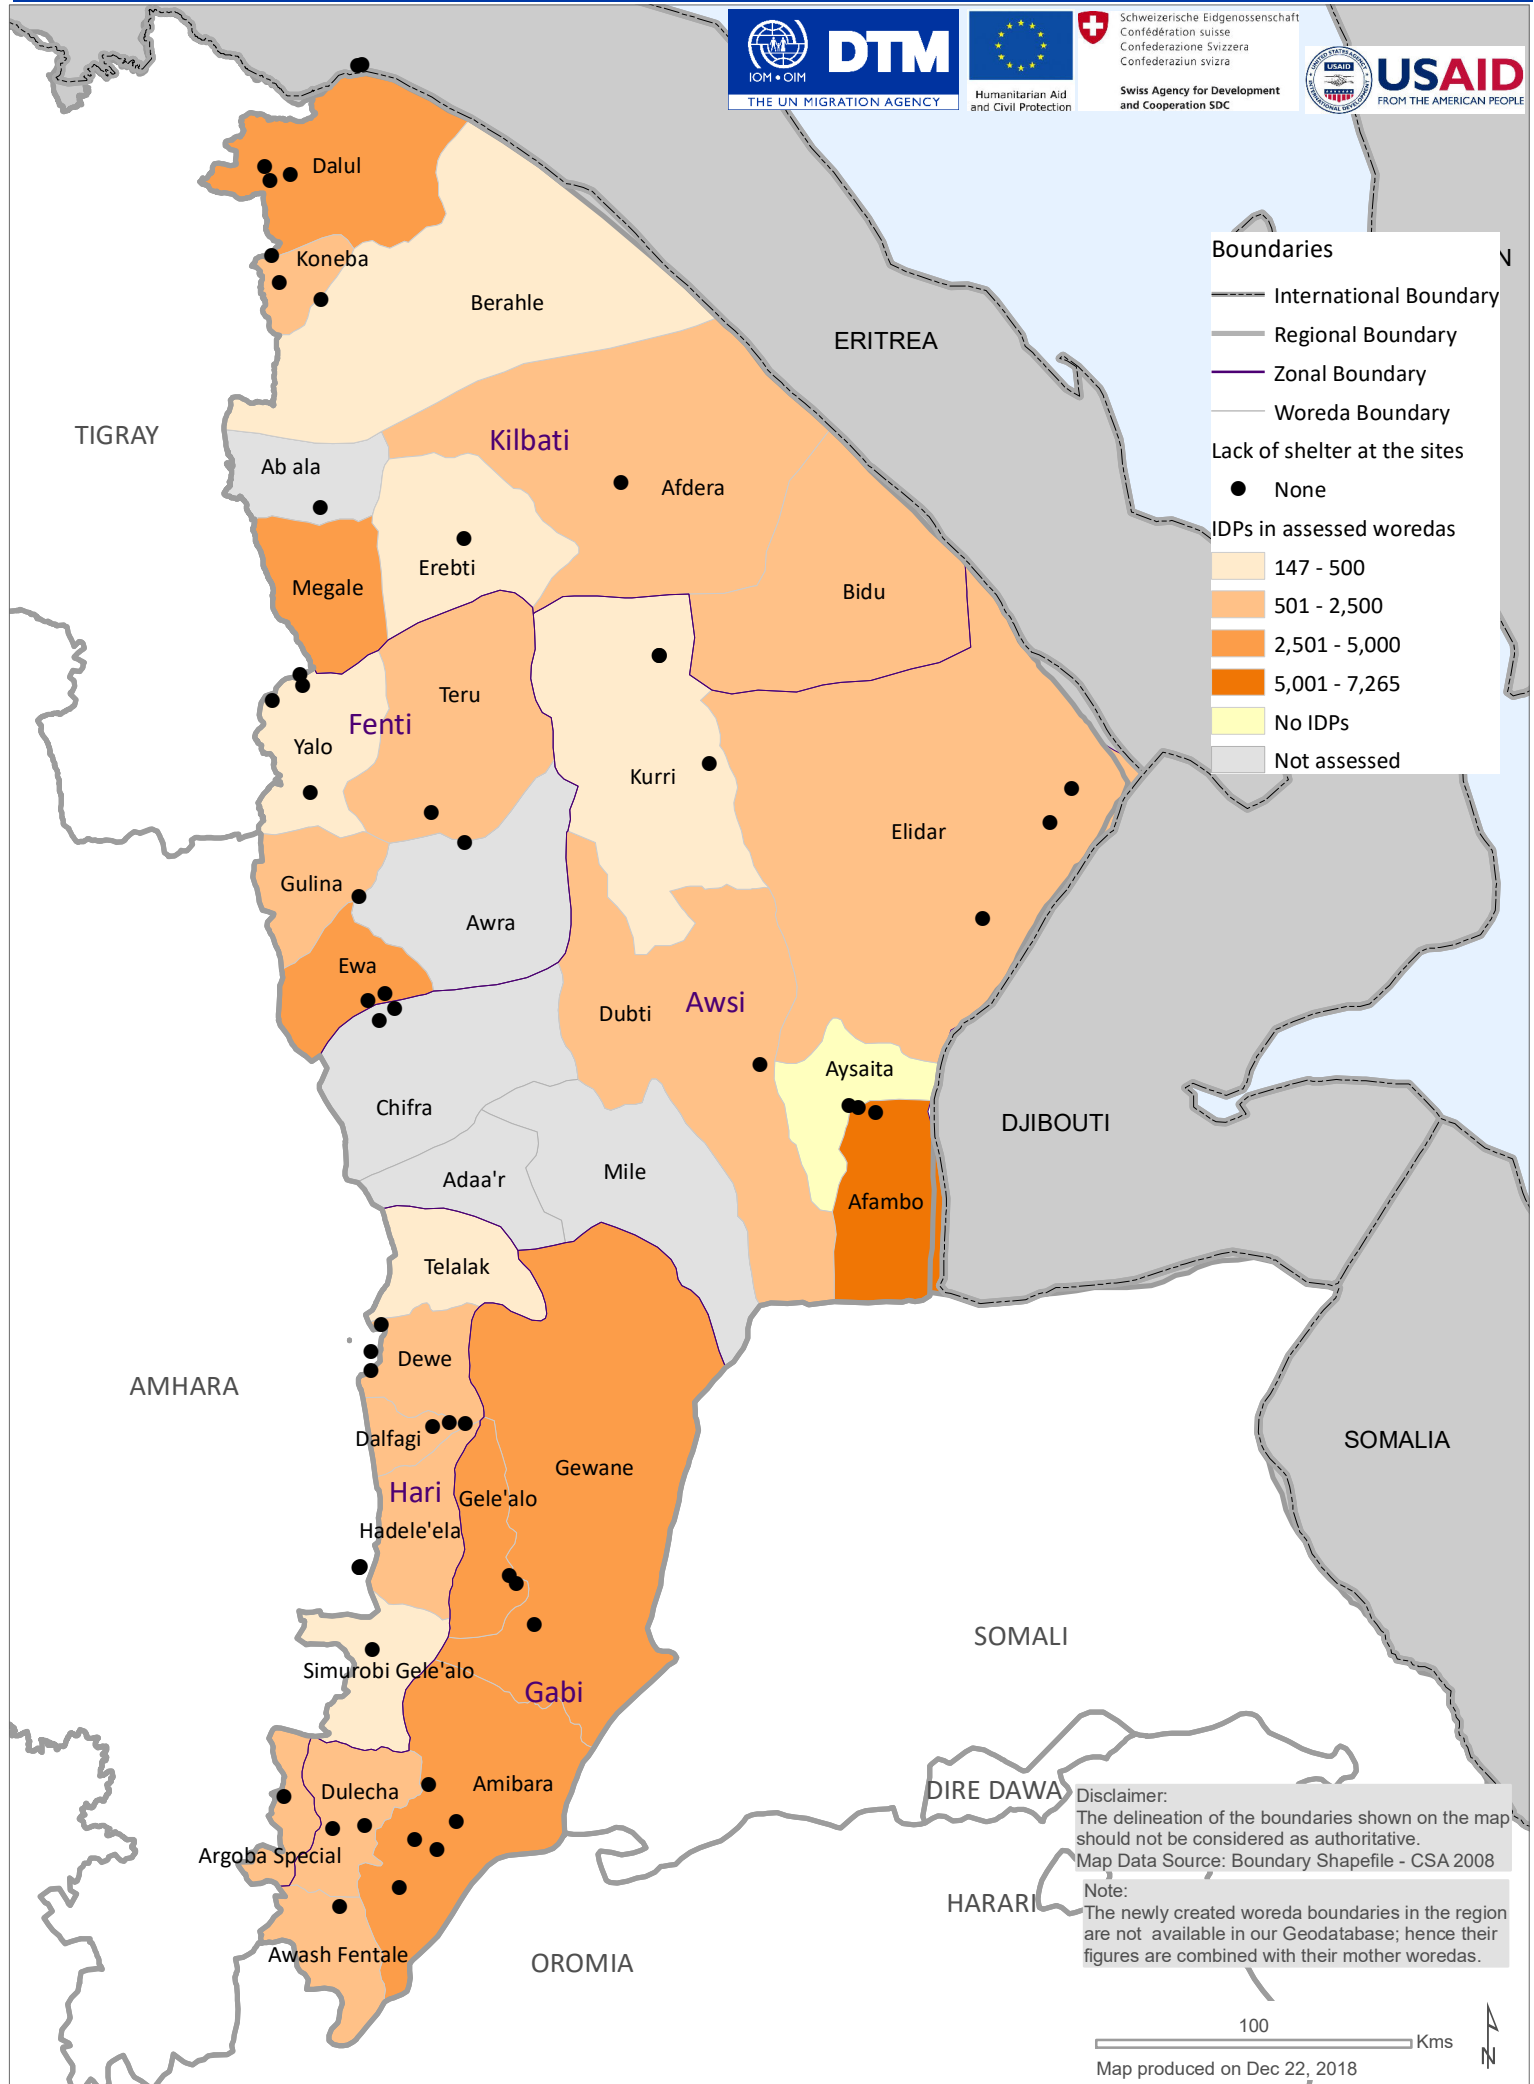 IOM • OIM
DTM
THE UN MIGRATION AGENCY
Humanitarian Aid
and Civil Protection
Schweizerische Eidgenossenschaft
Confédération suisse
Confederazione Svizzera
Confederaziun svizra
Swiss Agency for Development
and Cooperation SDC
UNITED STATES AGENCY
INTERNATIONAL DEVELOPMENT
USAID
USAID
FROM THE AMERICAN PEOPLE
Boundaries
International Boundary
Regional Boundary
Zonal Boundary
Woreda Boundary
Lack of shelter at the sites
None
IDPs in assessed woredas
147 - 500
501 - 2,500
2,501 - 5,000
5,001 - 7,265
No IDPs
Not assessed
N
Dalul
Koneba
Berahle
ERITREA
TIGRAY
Kilbati
Ab ala
Afdera
Erebti
Megale
Bidu
Teru
Fenti
Yalo
Kurri
Elidar
Gulina
Awra
Ewa
Dubti
Awsi
Aysaita
Chifra
DJIBOUTI
Mile
Adaa'r
Afambo
Telalak
Dewe
AMHARA
Dalfagi
SOMALIA
Gewane
Hari
Gele'alo
Hadele'ela
SOMALI
Simurobi Gele'alo
Gabi
Amibara
Dulecha
DIRE DAWA
Argoba Special
HARARI
Awash Fentale
OROMIA
Disclaimer:
The delineation of the boundaries shown on the map
should not be considered as authoritative.
Map Data Source: Boundary Shapefile - CSA 2008
Note:
The newly created woreda boundaries in the region
are not available in our Geodatabase; hence their
figures are combined with their mother woredas.
100
Kms
N
Map produced on Dec 22, 2018